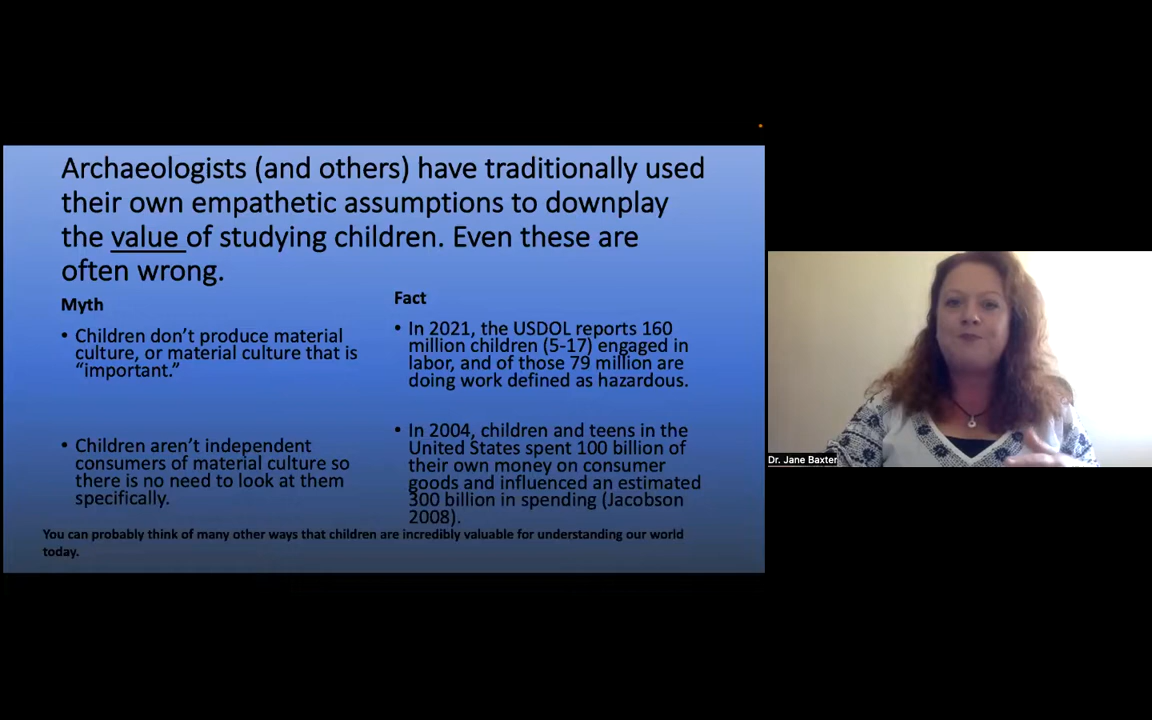 Archaeologists (and others) have traditionally used
their own empathetic assumptions to downplay
the value of studying children. Even these are
often wrong.
Myth
• Children don't produce material
culture, or material culture that is
“important.”
• Children aren't independent
consumers of material culture so
there is no need to look at them
specifically.
Fact
• In 2021, the USDOL reports 160
million children (5-17) engaged in
labor, and of those 79 million are
doing work defined as hazardous.
• In 2004, children and teens in the
United States spent 100 billion of
their own money on consumer
goods and influenced an estimated
300 billion in spending (Jacobson
2008).
You can probably think of many other ways that children are incredibly valuable for understanding our world
today.
Dr. Jane Baxter